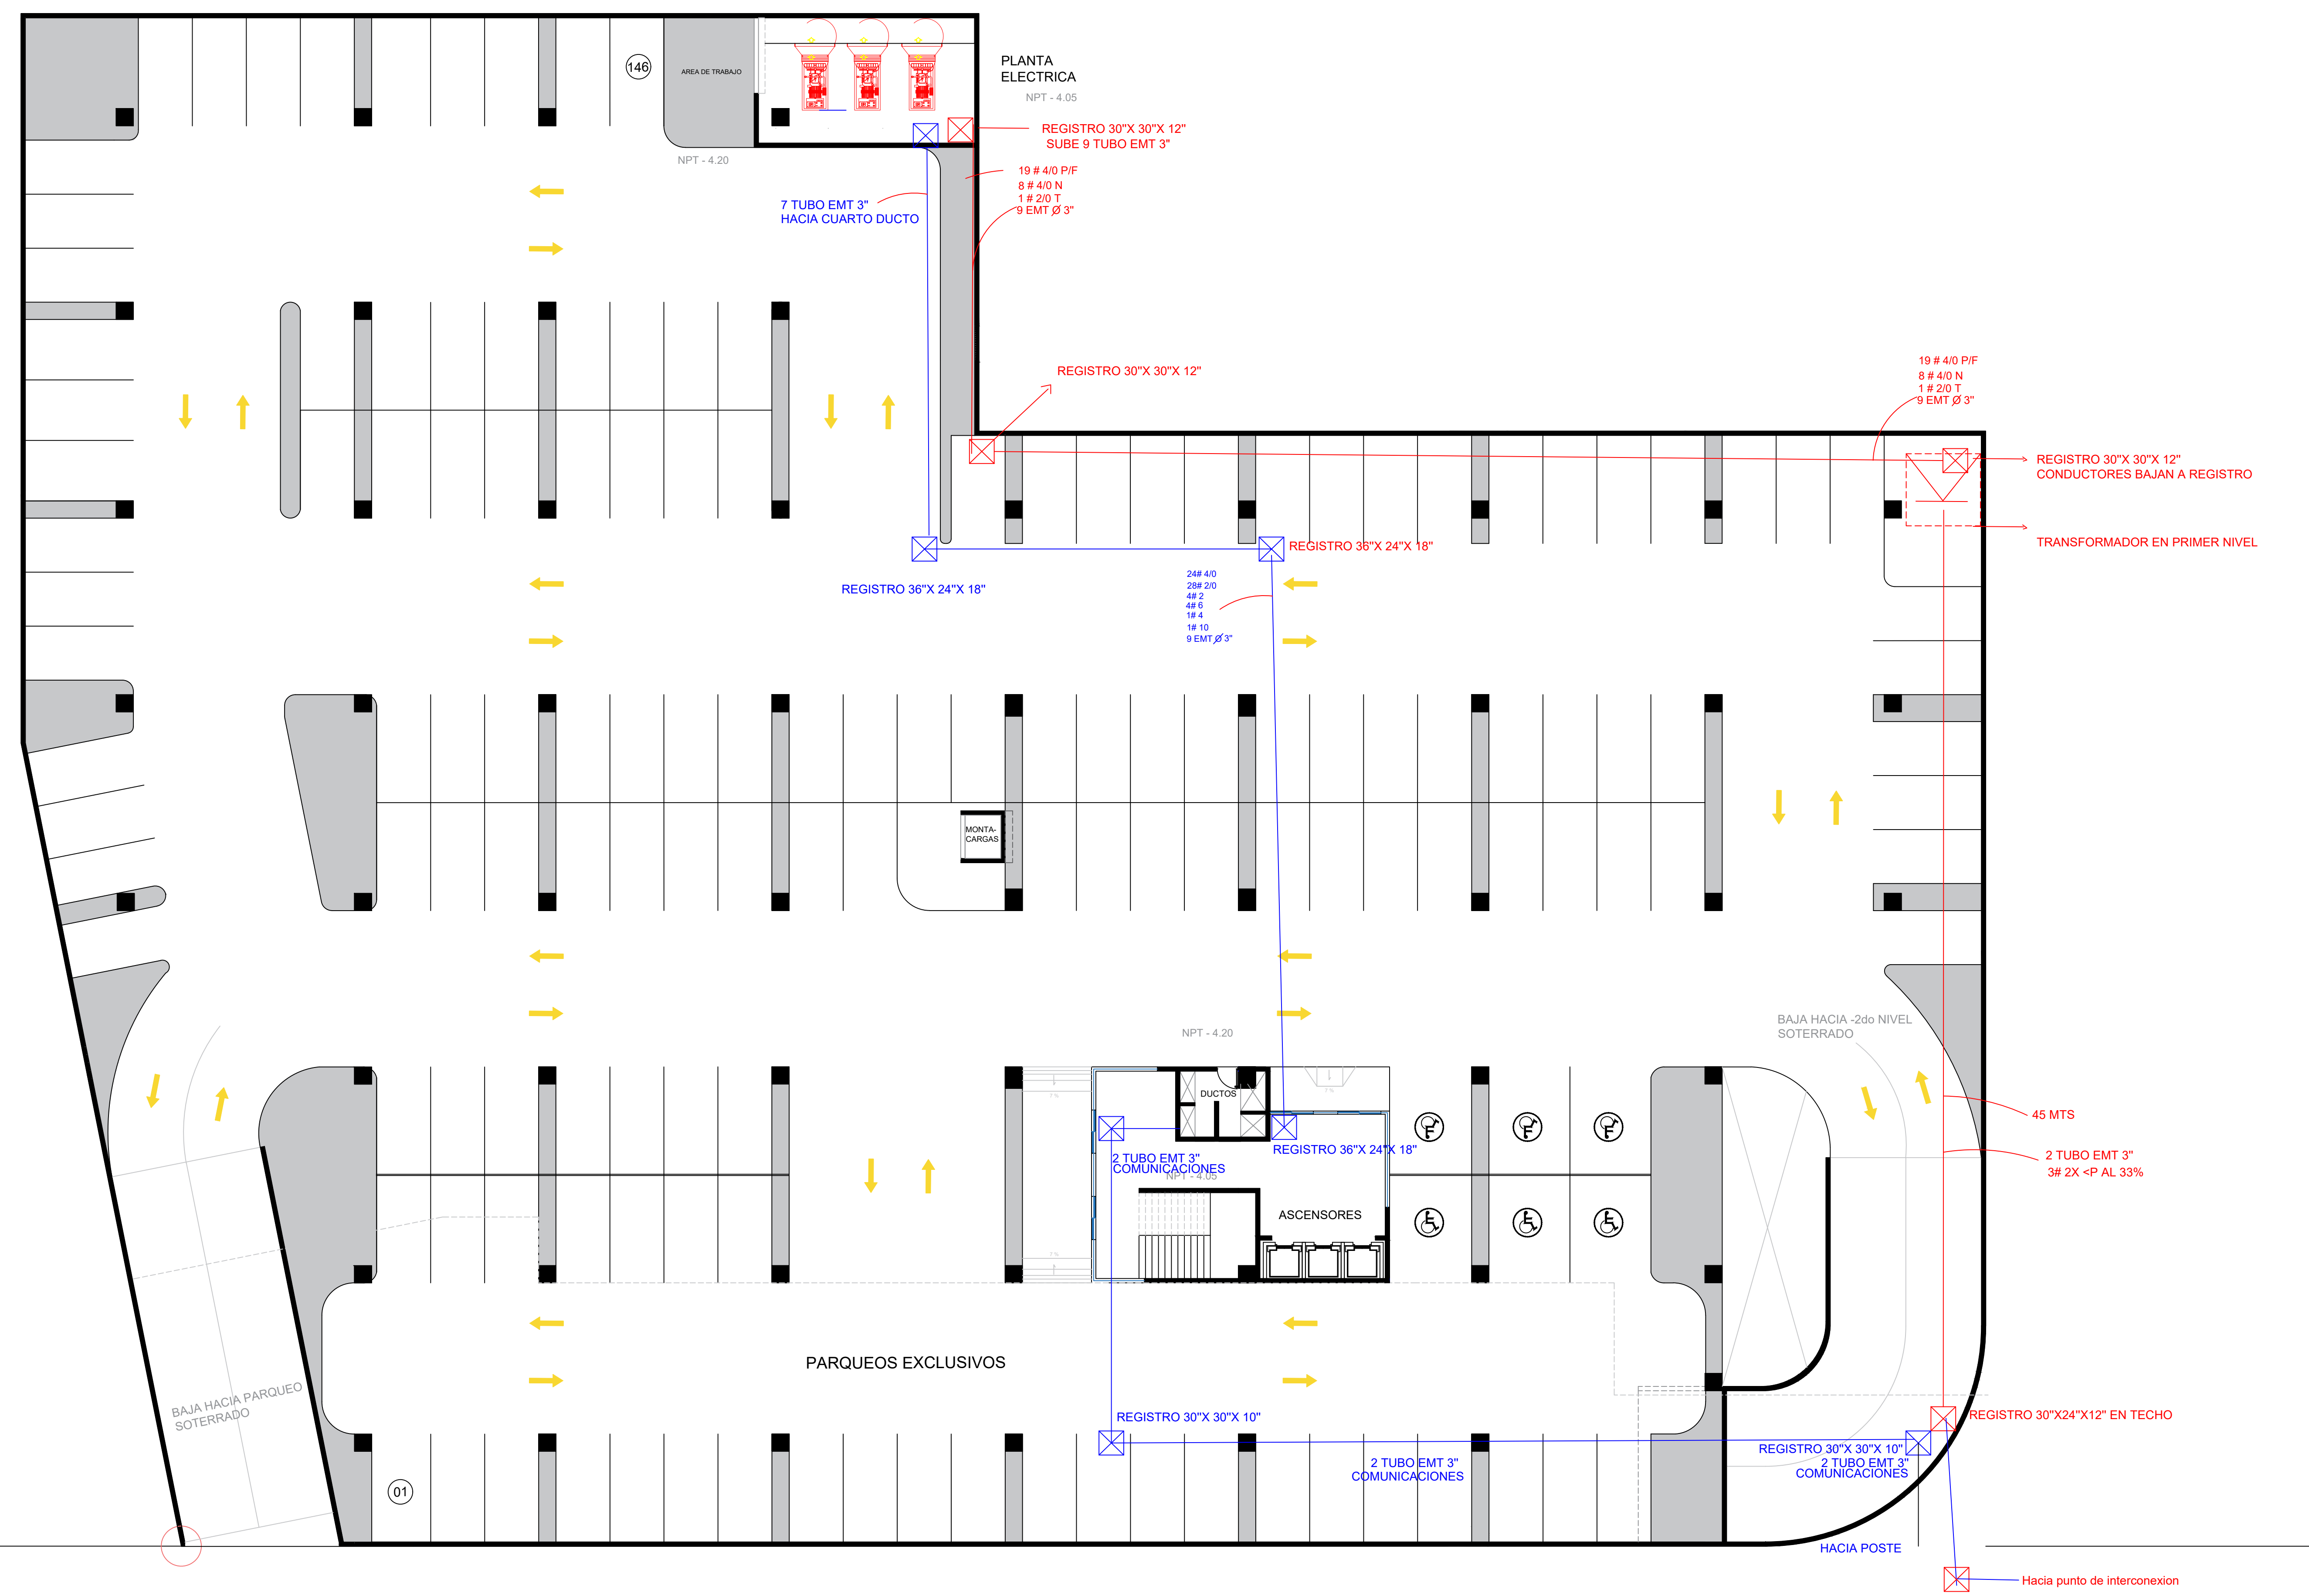 146
AREA DE TRABAJO
PLANTA
ELECTRICA
NPT - 4.05
REGISTRO 30"X 30"X 12"
SUBE 9 TUBO EMT 3"
NPT - 4.20
19 # 4/0 P/F
8 # 4/0 N
1 # 2/0 T
9 EMT Ø 3"
7 TUBO EMT 3"
HACIA CUARTO DUCTO
REGISTRO 30"X 30"X 12"
19 # 4/0 P/F
8 # 4/0 N
1 # 2/0 T
9 EMT Ø 3"
REGISTRO 30"X 30"X 12"
CONDUCTORES BAJAN A REGISTRO
TRANSFORMADOR EN PRIMER NIVEL
REGISTRO 36"X 24"X 18"
REGISTRO 36"X 24"X 18"
24# 4/0
28# 2/0
4# 2
4# 6
1# 4
1# 10
9 EMT Ø 3"
MONTA-
CARGAS
NPT - 4.20
BAJA HACIA -2do NIVEL
SOTERRADO
DUCTOS
7 %
7 %
45 MTS
REGISTRO 36"X 24"X 18"
2 TUBO EMT 3"
COMUNICACIONES
NPT - 4.05
2 TUBO EMT 3"
3# 2X <P AL 33%
ASCENSORES
7 %
PARQUEOS EXCLUSIVOS
BAJA HACIA PARQUEO
SOTERRADO
REGISTRO 30"X 30"X 10"
REGISTRO 30"X24"X12" EN TECHO
2 TUBO EMT 3"
COMUNICACIONES
REGISTRO 30"X 30"X 10"
2 TUBO EMT 3"
COMUNICACIONES
01
HACIA POSTE
Hacia punto de interconexion